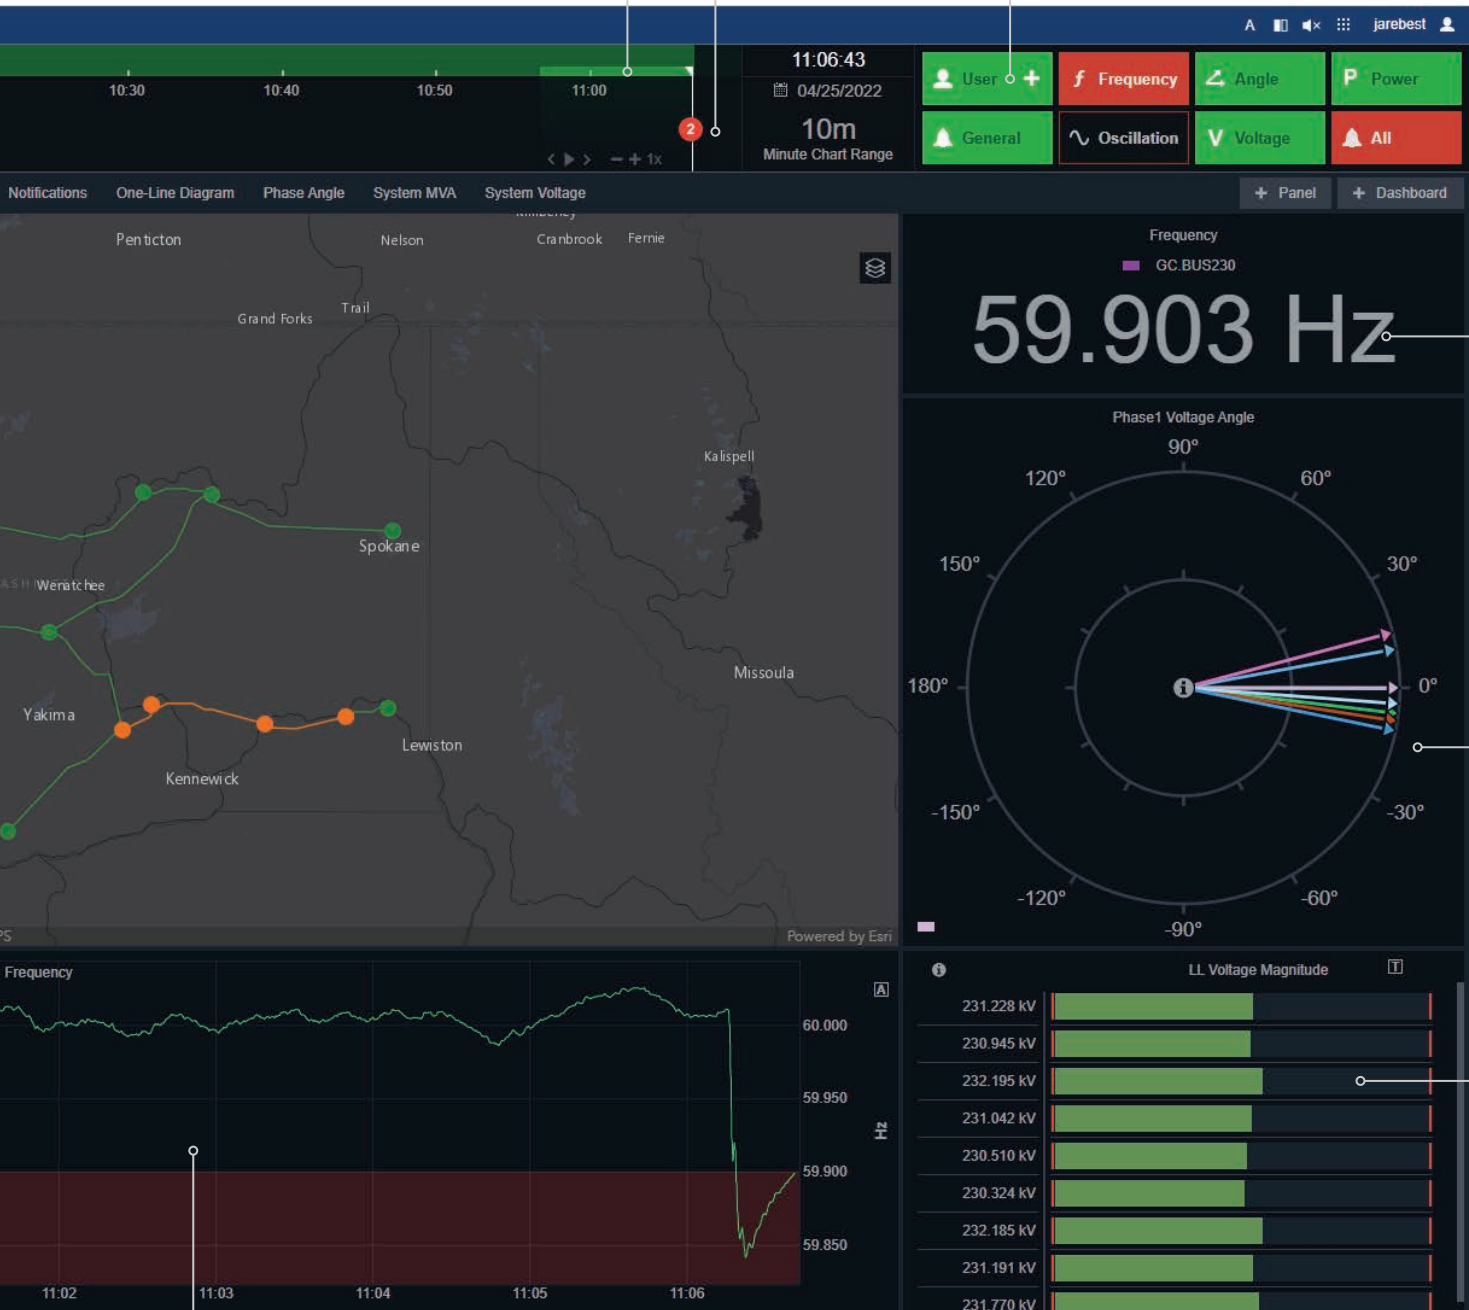 A jarebest
11:06:43
10:30 10:40 10:50 11:00
04/25/2022
2
10m
< > − + 1x
Minute Chart Range
User + f Frequency Angle P Power
General Oscillation V Voltage All
Notifications One-Line Diagram Phase Angle System MVA System Voltage + Panel + Dashboard
Penticton Nelson Cranbrook Fernie
Grand Forks Trail
Kalispell
Spokane
Wenatchee
Missoula
Yakima
Lewiston
Kennewick
Powered by Esri
Frequency
GC.BUS230
59.903 Hz
Phase1 Voltage Angle
90°
120° 60°
150° 30°
180° 0°
-150° -30°
-120° -60°
-90°
Frequency
A
60.000
59.950
Hz
59.900
59.850
11:02 11:03 11:04 11:05 11:06
LL Voltage Magnitude T
231.228 kV
230.945 kV
232.195 kV
231.042 kV
230.510 kV
230.324 kV
232.185 kV
231.191 kV
231.770 kV